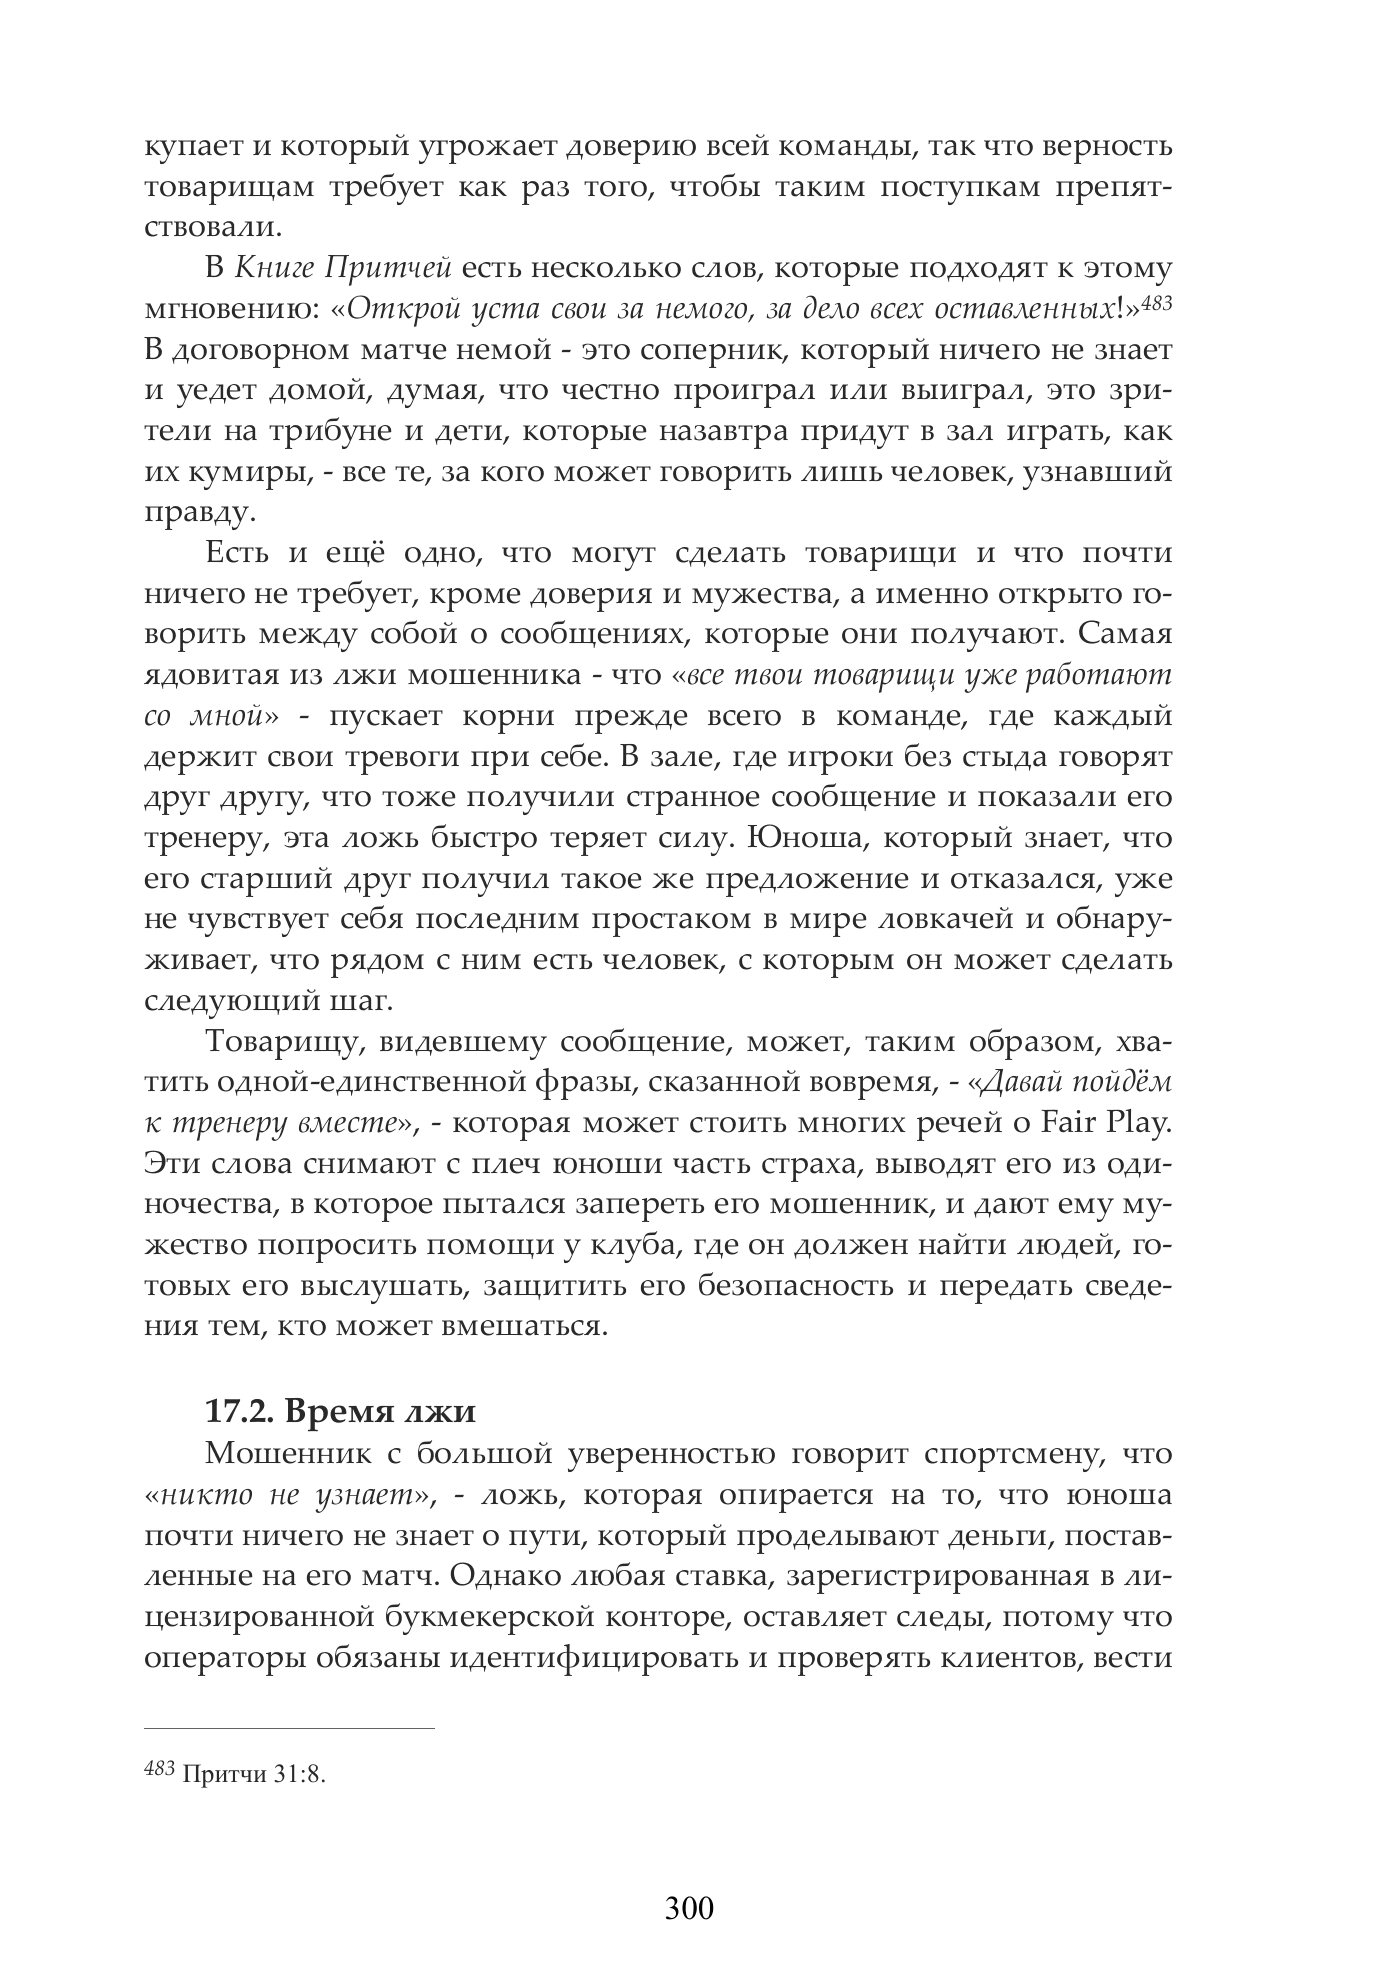 купает и который угрожает доверию всей команды, так что верность
товарищам требует как раз того, чтобы таким поступкам препят-
ствовали.
В Книге Притчей есть несколько слов, которые подходят к этому
мгновению: «Открой уста свои за немого, за дело всех оставленных!»483
В договорном матче немой - это соперник, который ничего не знает
и уедет домой, думая, что честно проиграл или выиграл, это зри-
тели на трибуне и дети, которые назавтра придут в зал играть, как
их кумиры, - все те, за кого может говорить лишь человек, узнавший
правду.
Есть и ещё одно, что могут сделать товарищи и что почти
ничего не требует, кроме доверия и мужества, а именно открыто го-
ворить между собой о сообщениях, которые они получают. Самая
ядовитая из лжи мошенника - что «все твои товарищи уже работают
со мной» - пускает корни прежде всего в команде, где каждый
держит свои тревоги при себе. В зале, где игроки без стыда говорят
друг другу, что тоже получили странное сообщение и показали его
тренеру, эта ложь быстро теряет силу. Юноша, который знает, что
его старший друг получил такое же предложение и отказался, уже
не чувствует себя последним простаком в мире ловкачей и обнару-
живает, что рядом с ним есть человек, с которым он может сделать
следующий шаг.
Товарищу, видевшему сообщение, может, таким образом, хва-
тить одной-единственной фразы, сказанной вовремя, - «Давай пойдём
к тренеру вместе», - которая может стоить многих речей о Fair Play.
Эти слова снимают с плеч юноши часть страха, выводят его из оди-
ночества, в которое пытался запереть его мошенник, и дают ему му-
жество попросить помощи у клуба, где он должен найти людей, го-
товых его выслушать, защитить его безопасность и передать сведе-
ния тем, кто может вмешаться.
17.2. Время лжи
Мошенник с большой уверенностью говорит спортсмену, что
«никто не узнает», - ложь, которая опирается на то, что юноша
почти ничего не знает о пути, который проделывают деньги, постав-
ленные на его матч. Однако любая ставка, зарегистрированная в ли-
цензированной букмекерской конторе, оставляет следы, потому что
операторы обязаны идентифицировать и проверять клиентов, вести
483 Притчи 31:8.
300